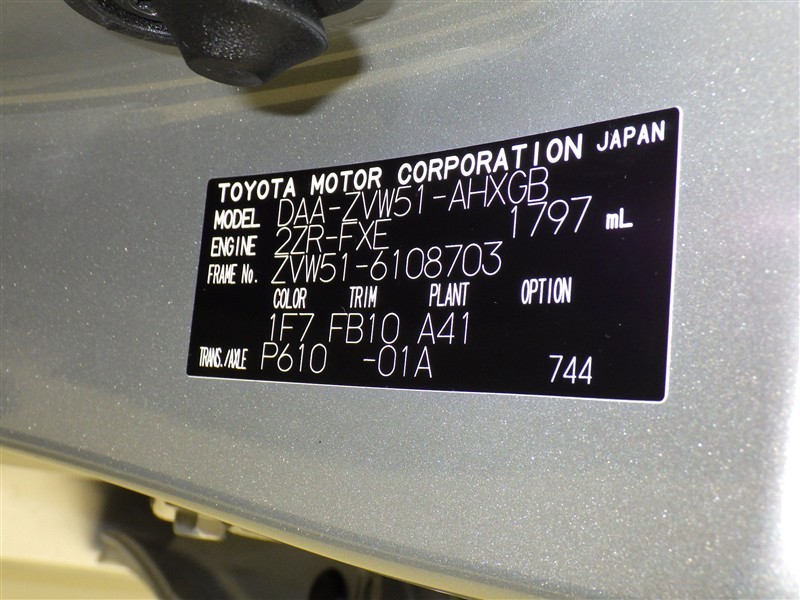 TOYOTA MOTOR CORPORATION JAPAN
MODEL DAA-ZVW51-AHXGB
ENGINE 2ZR-FXE 1797 mL
FRAME No. ZVW51-6108703
COLOR TRIM PLANT OPTION
1F7 FB10 A41
TRANS./AXLE P610 -01A 744